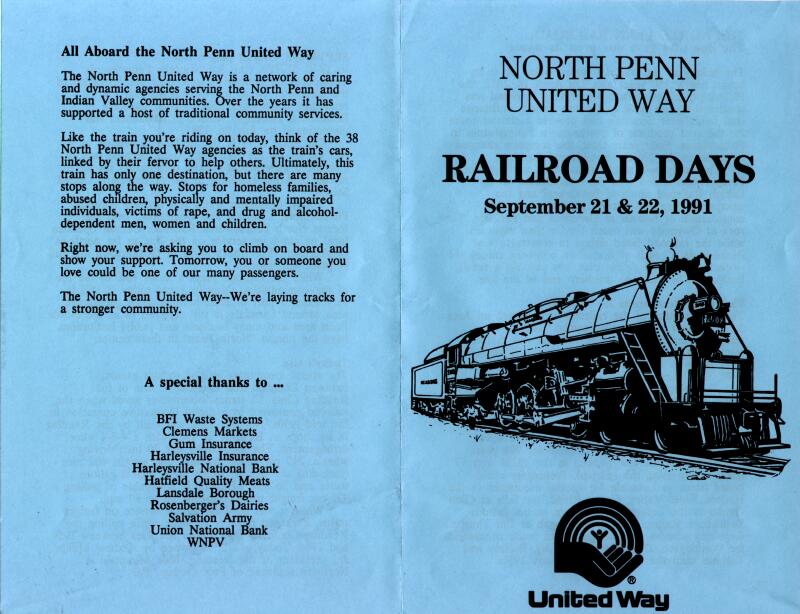 All Aboard the North Penn United Way
The North Penn United Way is a network of caring
and dynamic agencies serving the North Penn and
Indian Valley communities. Over the years it has
supported a host of traditional community services.
Like the train you're riding on today, think of the 38
North Penn United Way agencies as the train's cars,
linked by their fervor to help others. Ultimately, this
train has only one destination, but there are many
stops along the way. Stops for homeless families,
abused children, physically and mentally impaired
individuals, victims of rape, and drug and alcohol-
dependent men, women and children.
Right now, we're asking you to climb on board and
show your support. Tomorrow, you or someone you
love could be one of our many passengers.
The North Penn United Way--We're laying tracks for
a stronger community.
A special thanks to ...
BFI Waste Systems
Clemens Markets
Gum Insurance
Harleysville Insurance
Harleysville National Bank
Hatfield Quality Meats
Lansdale Borough
Rosenberger's Dairies
Salvation Army
Union National Bank
WNPV
NORTH PENN
UNITED WAY
RAILROAD DAYS
September 21 & 22, 1991
®
United Way